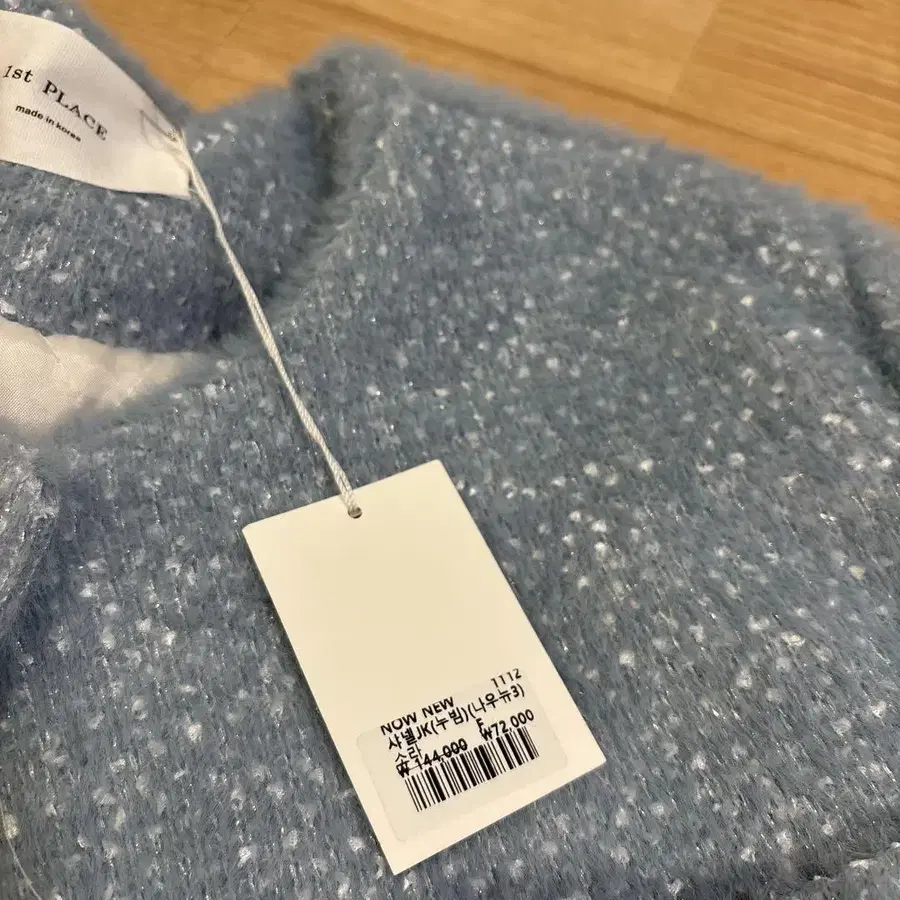 1st PLACE
made in korea
1112
NOW NEW
샤넬JK(누빔)(나우뉴3)
소라 F
₩144,000 ₩72,000